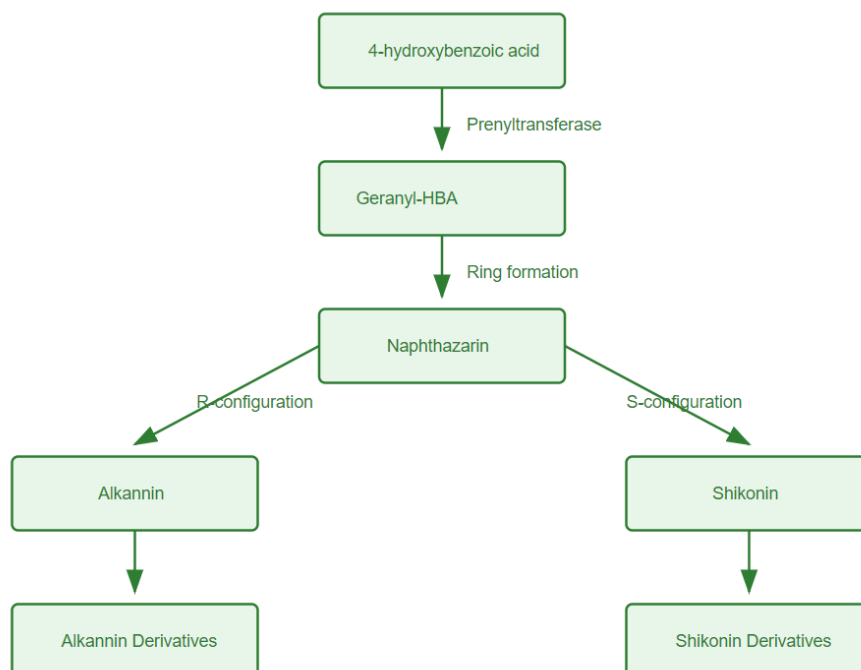 4-hydroxybenzoic acid
Prenyltransferase
Geranyl-HBA
Ring formation
Naphthazarin
R-configuration
S-configuration
Alkannin
Shikonin
Alkannin Derivatives
Shikonin Derivatives